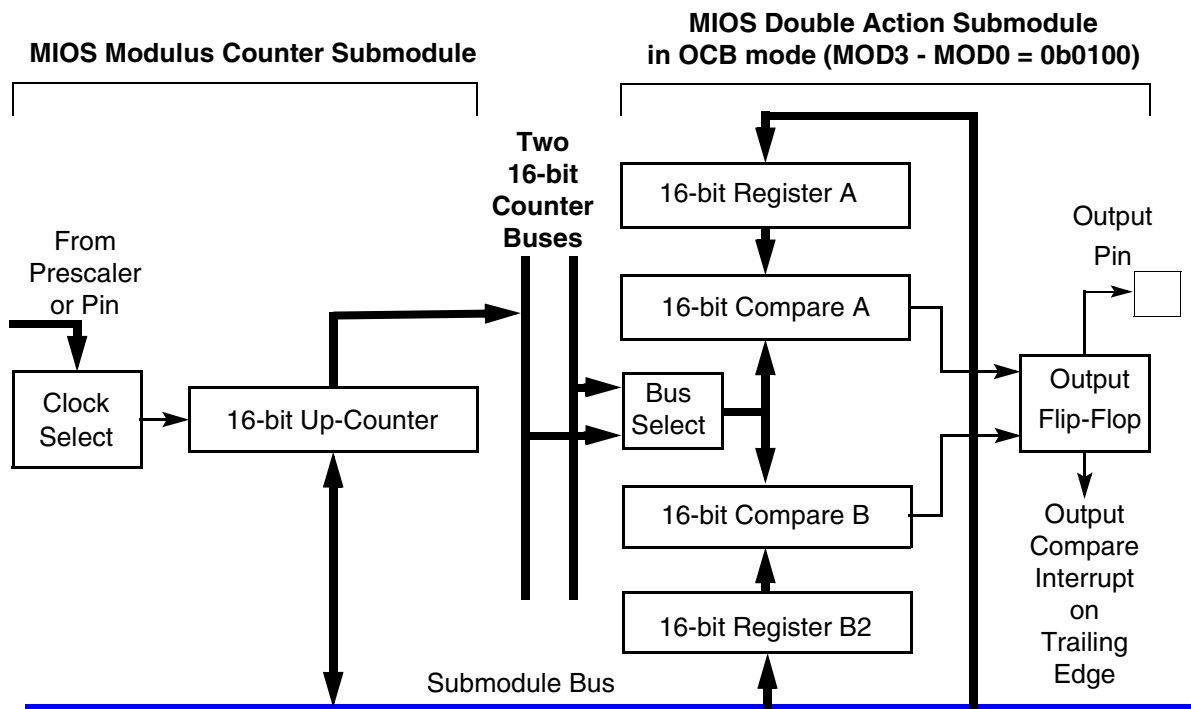 MIOS Modulus Counter Submodule
MIOS Double Action Submodule
in OCB mode (MOD3 - MOD0 = 0b0100)
Two
16-bit
Counter
Buses
From
Prescaler
or Pin
Clock
Select
16-bit Up-Counter
Bus
Select
16-bit Register A
16-bit Compare A
16-bit Compare B
16-bit Register B2
Output
Pin
Output
Flip-Flop
Output
Compare
Interrupt
on
Trailing
Edge
Submodule Bus